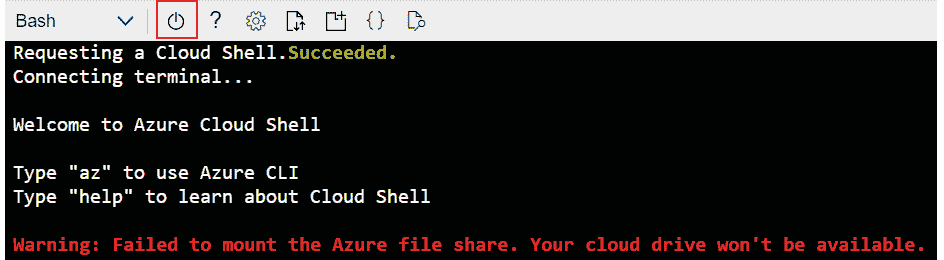 Bash
?
{}
Requesting a Cloud Shell.Succeeded.
Connecting terminal...
Welcome to Azure Cloud Shell
Type "az" to use Azure CLI
Type "help" to learn about Cloud Shell
Warning: Failed to mount the Azure file share. Your cloud drive won't be available.